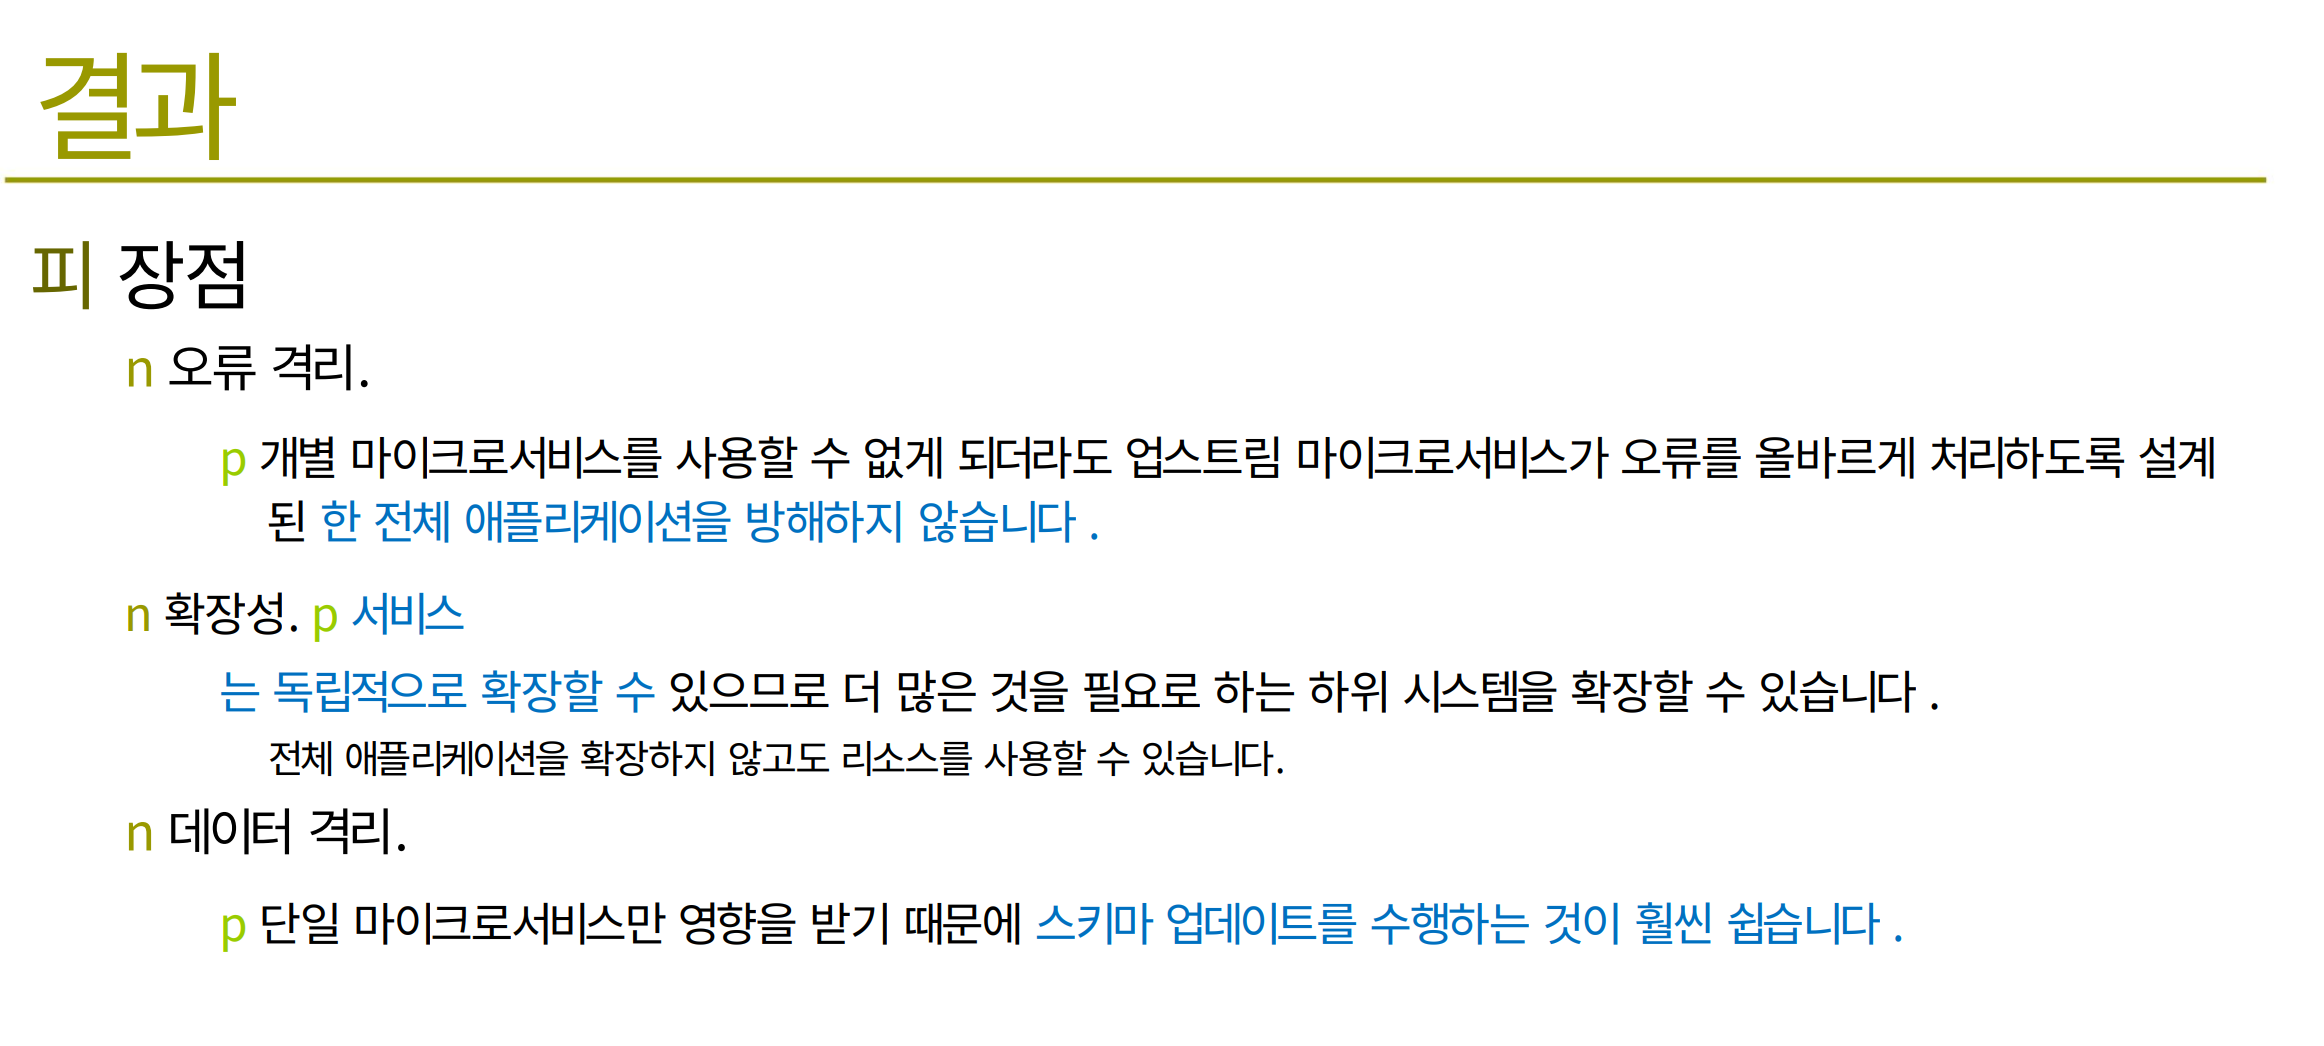 결과
피 장점
n 오류 격리.
p 개별 마이크로서비스를 사용할 수 없게 되더라도 업스트림 마이크로서비스가 오류를 올바르게 처리하도록 설계
된 한 전체 애플리케이션을 방해하지 않습니다 .
n 확장성. p 서비스
는 독립적으로 확장할 수 있으므로 더 많은 것을 필요로 하는 하위 시스템을 확장할 수 있습니다 .
전체 애플리케이션을 확장하지 않고도 리소스를 사용할 수 있습니다.
n 데이터 격리.
p 단일 마이크로서비스만 영향을 받기 때문에 스키마 업데이트를 수행하는 것이 훨씬 쉽습니다 .